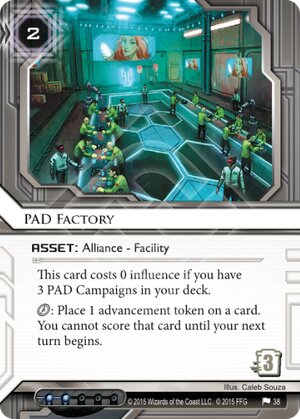 2
PAD FACTORY
ASSET: Alliance - Facility
This card costs 0 influence if you have
3 PAD Campaigns in your deck.
: Place 1 advancement token on a card.
You cannot score that card until your next
turn begins.
3
Illus. Caleb Souza
© 2015 Wizards of the Coast LLC. © 2015 FFG
38